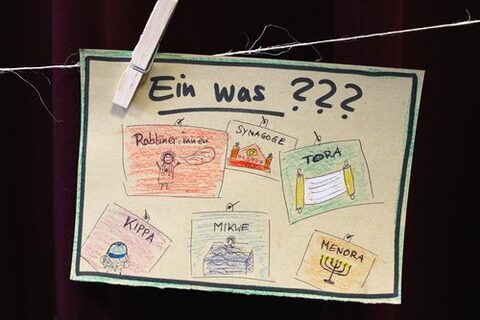 Ein was ???
Rabbiner:innen
SYNAGOGE
TORA
KIPPA
MIKWE
MENORA